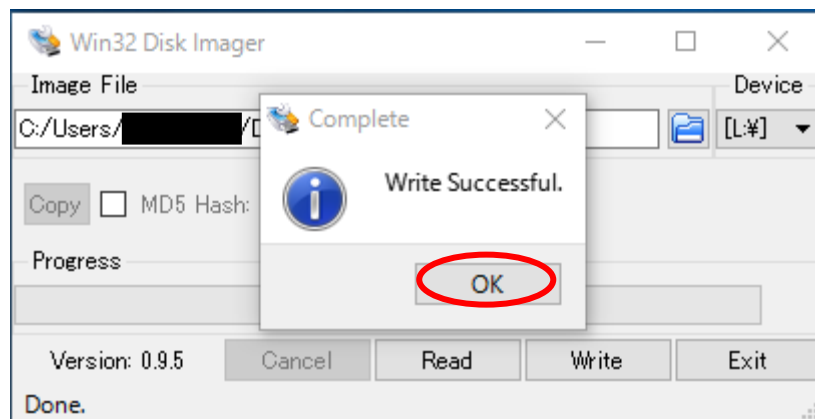 Win32 Disk Imager
Image File
Device
C:/Users/
[L:¥]
Complete
Write Successful.
OK
Copy
MD5 Hash:
Progress
Version: 0.9.5
Cancel
Read
Write
Exit
Done.